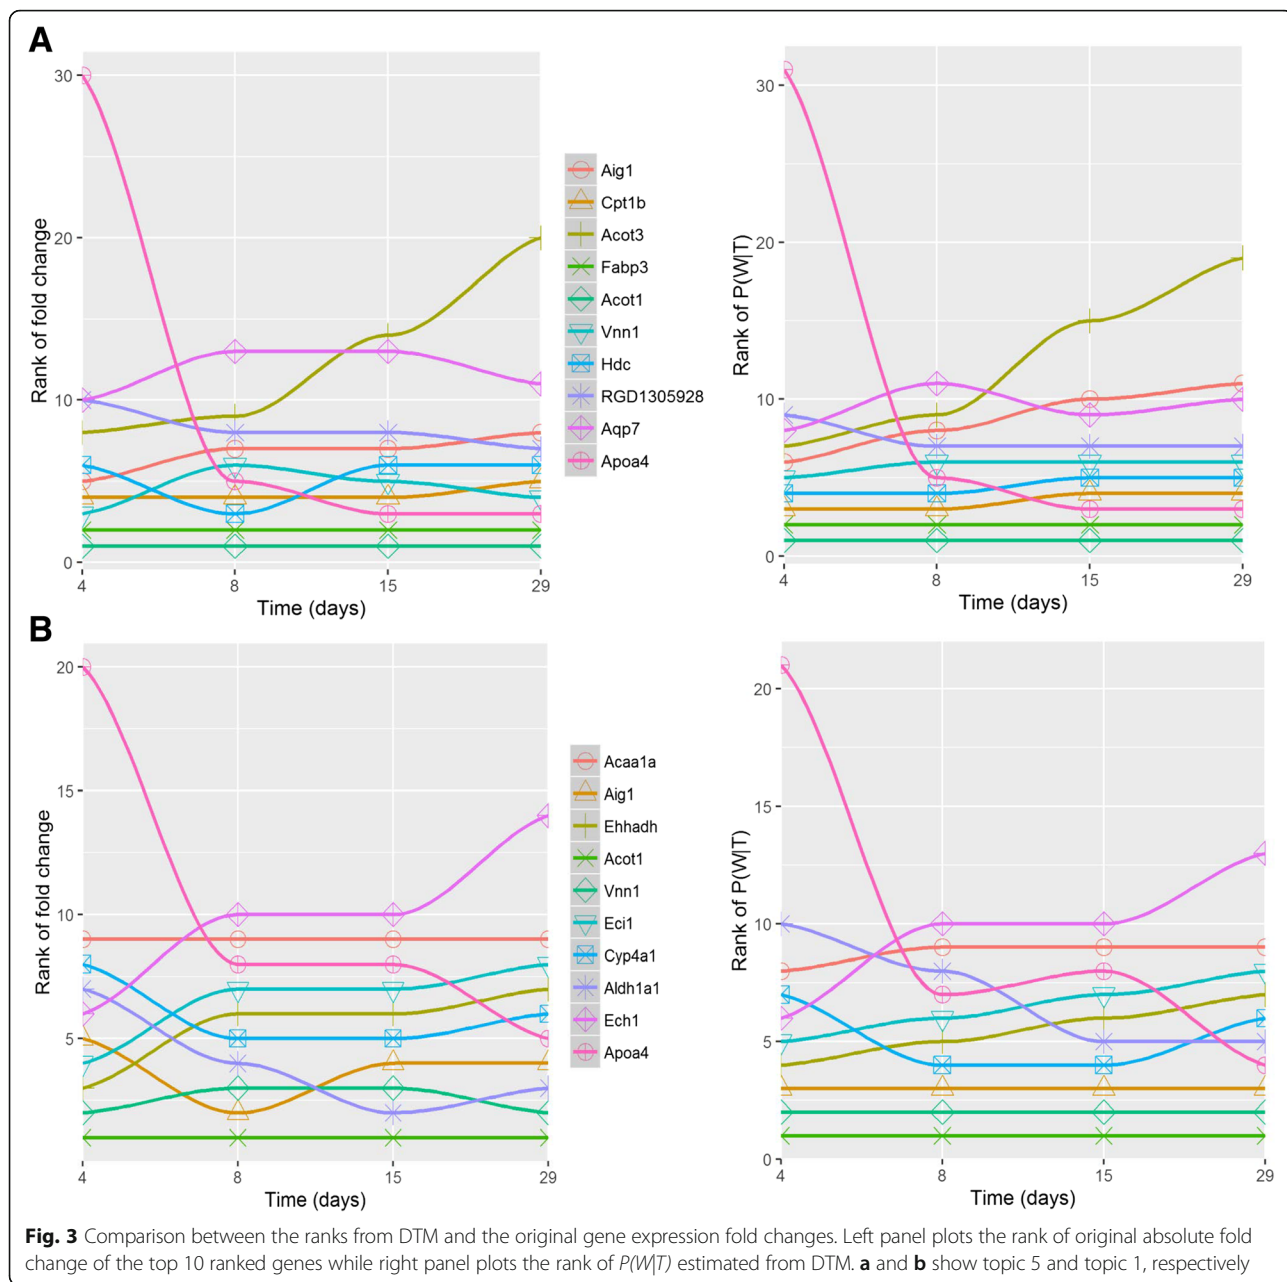 A
30
20
10
0
Rank of fold change
4 8 15 29
Time (days)
Aig1
Cpt1b
Acot3
Fabp3
Acot1
Vnn1
Hdc
RGD1305928
Aqp7
Apoa4
30
20
10
0
Rank of P(W|T)
4 8 15 29
Time (days)
B
20
15
10
5
Rank of fold change
4 8 15 29
Time (days)
Acaa1a
Aig1
Ehhadh
Acot1
Vnn1
Eci1
Cyp4a1
Aldh1a1
Ech1
Apoa4
20
15
10
5
0
Rank of P(W|T)
4 8 15 29
Time (days)
Fig. 3 Comparison between the ranks from DTM and the original gene expression fold changes. Left panel plots the rank of original absolute fold
change of the top 10 ranked genes while right panel plots the rank of P(W|T) estimated from DTM. a and b show topic 5 and topic 1, respectively